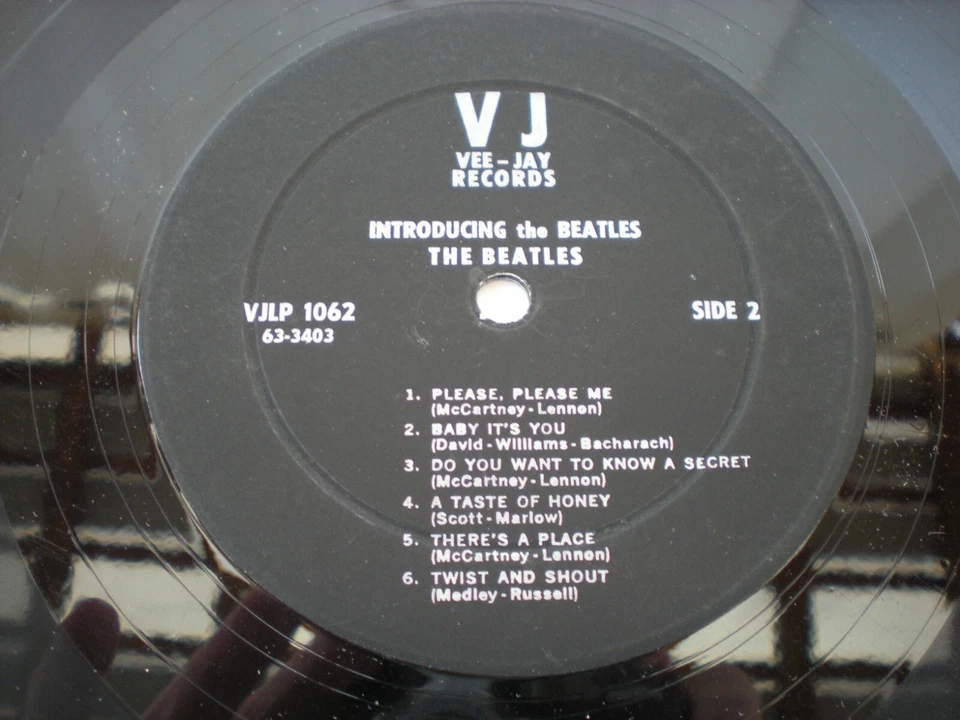 V J
VEE-JAY
RECORDS
INTRODUCING the BEATLES
THE BEATLES
VJLP 1062
63-3403
SIDE 2
1. PLEASE, PLEASE ME
(McCartney-Lennon)
2. BABY IT'S YOU
(David-Williams-Bacharach)
3. DO YOU WANT TO KNOW A SECRET
(McCartney-Lennon)
4. A TASTE OF HONEY
(Scott-Marlow)
5. THERE'S A PLACE
(McCartney-Lennon)
6. TWIST AND SHOUT
(Medley-Russell)